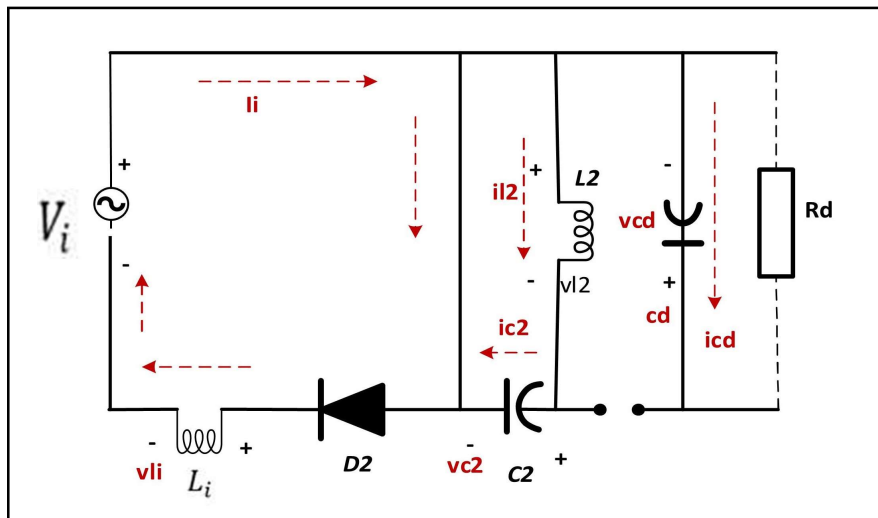 Ii
+
+
-
L2
il2
Rd
Vi
vcd
-
-
vl2
+
cd
ic2
icd
-
+
-
vli
Li
D2
vc2
C2
+